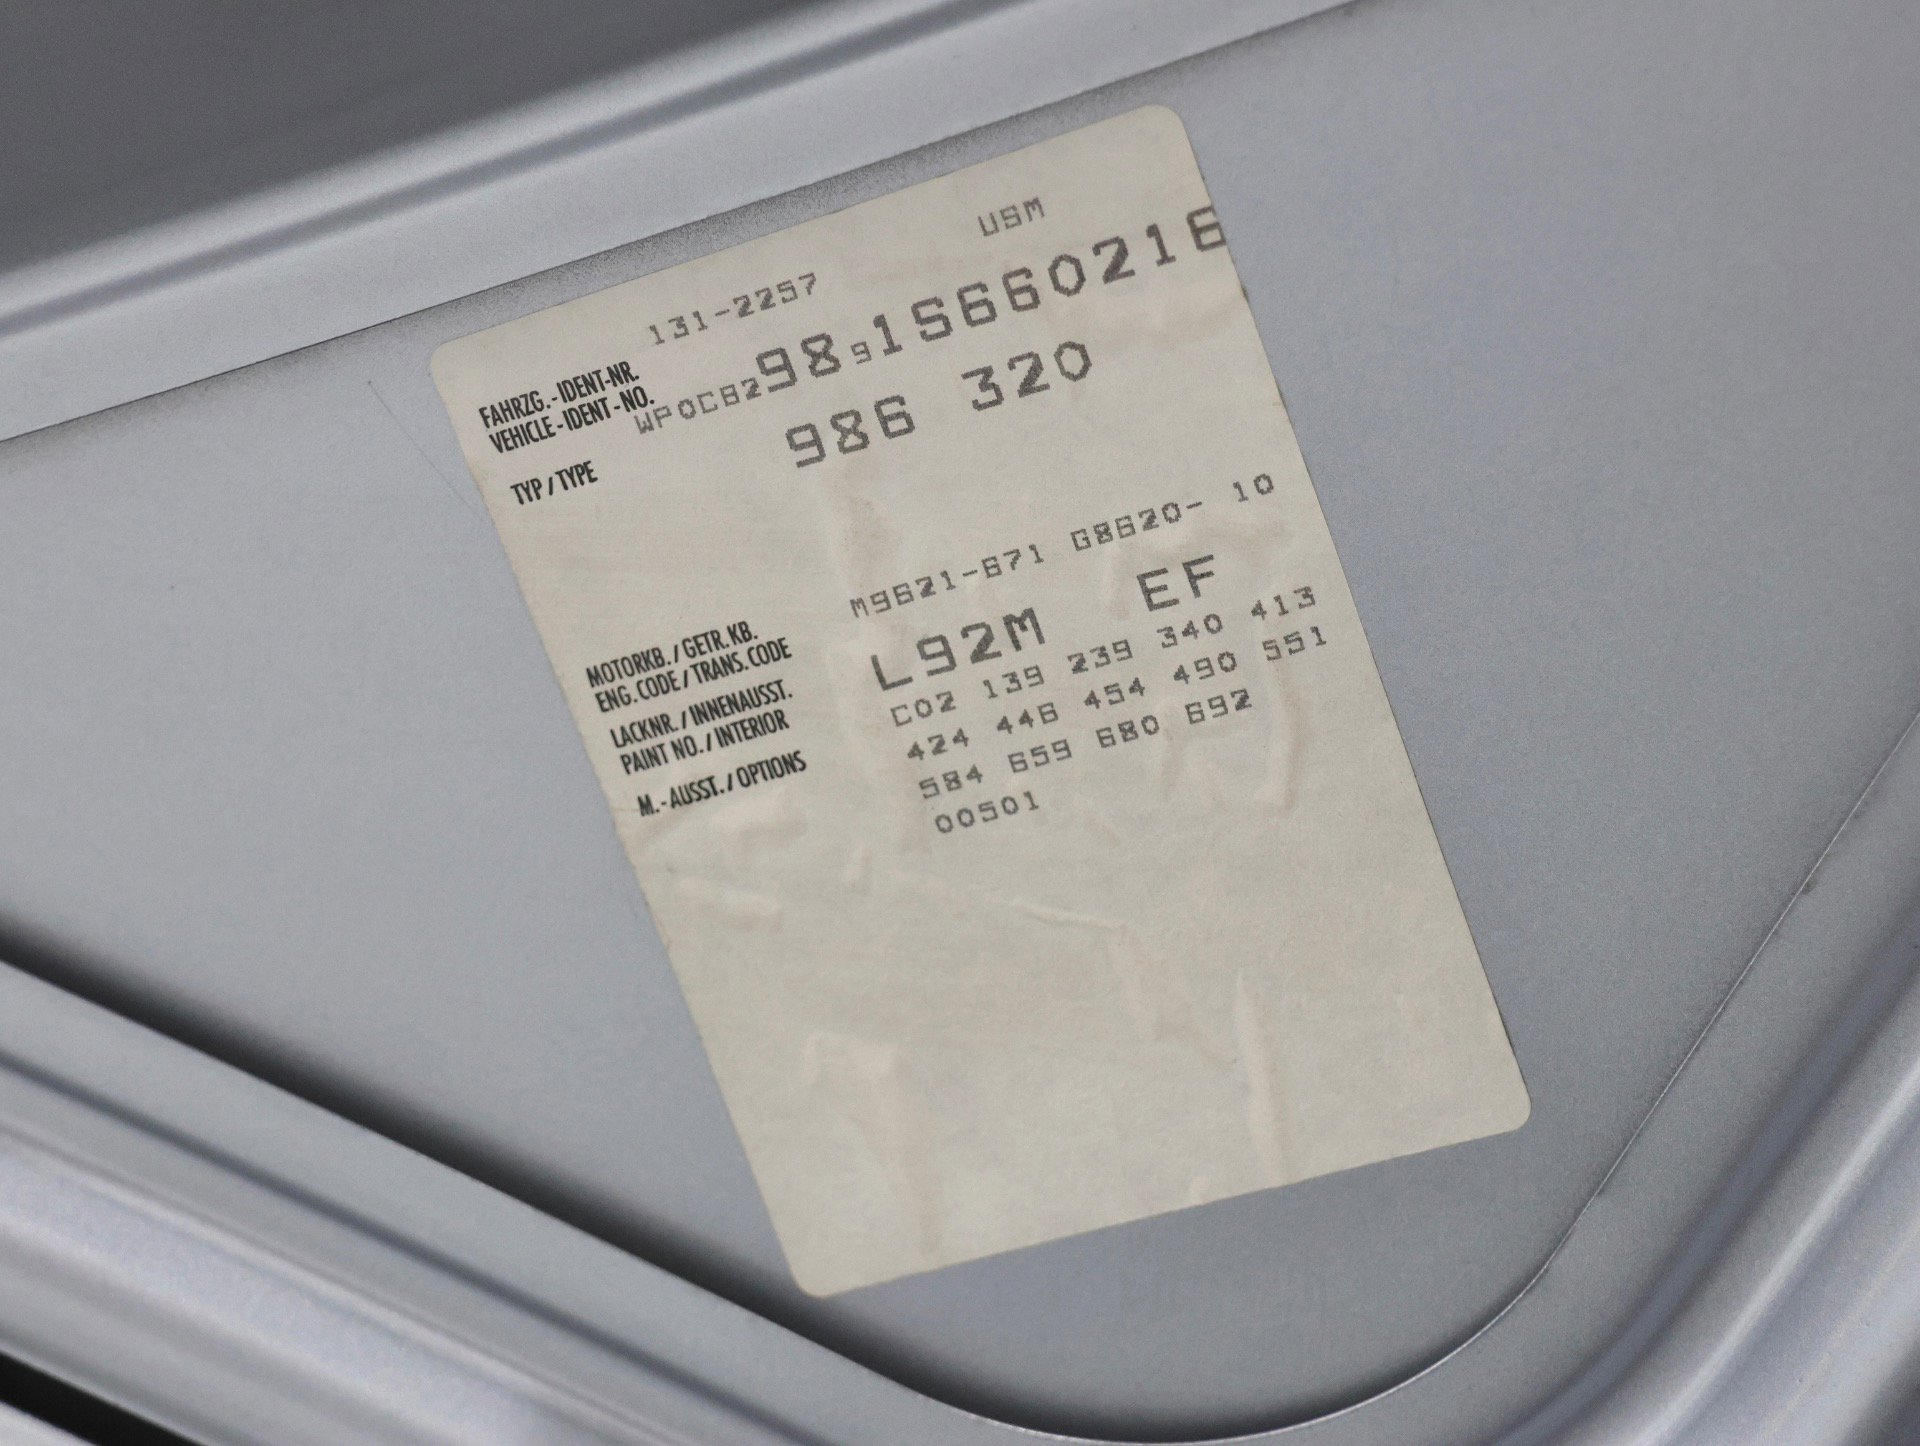 USM
131-2257
FAHRZG.-IDENT-NR.
VEHICLE-IDENT-NO. WP0CB29891S660216
TYP/TYPE 986 320
M9621-671 G8620- 10
MOTORKB./GETR.KB.
ENG.CODE/TRANS.CODE
LACKNR./INNENAUSST.
PAINT NO./INTERIOR L92M EF
M.-AUSST./OPTIONS C02 139 239 340 413
424 446 454 490 551
584 659 680 692
00501